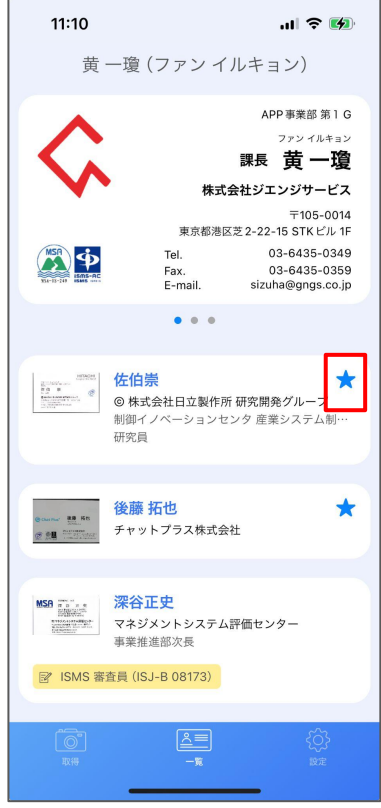 11:10
黄 一瓊 (ファン イルキョン)
APP 事業部 第1 G
ファン イルキョン
課長 黄 一瓊
株式会社ジエンジサービス
〒105-0014
東京都港区芝 2-22-15 STK ビル 1F
Tel. 03-6435-0349
Fax. 03-6435-0359
E-mail. sizuha@gngs.co.jp
MSA
ISMS-AC
佐伯崇
© 株式会社日立製作所 研究開発グループ
制御イノベーションセンタ 産業システム制…
研究員
後藤 拓也
チャットプラス株式会社
MSA
深谷正史
マネジメントシステム評価センター
事業推進部次長
ISMS 審査員 (ISJ-B 08173)
取得
一覧
設定